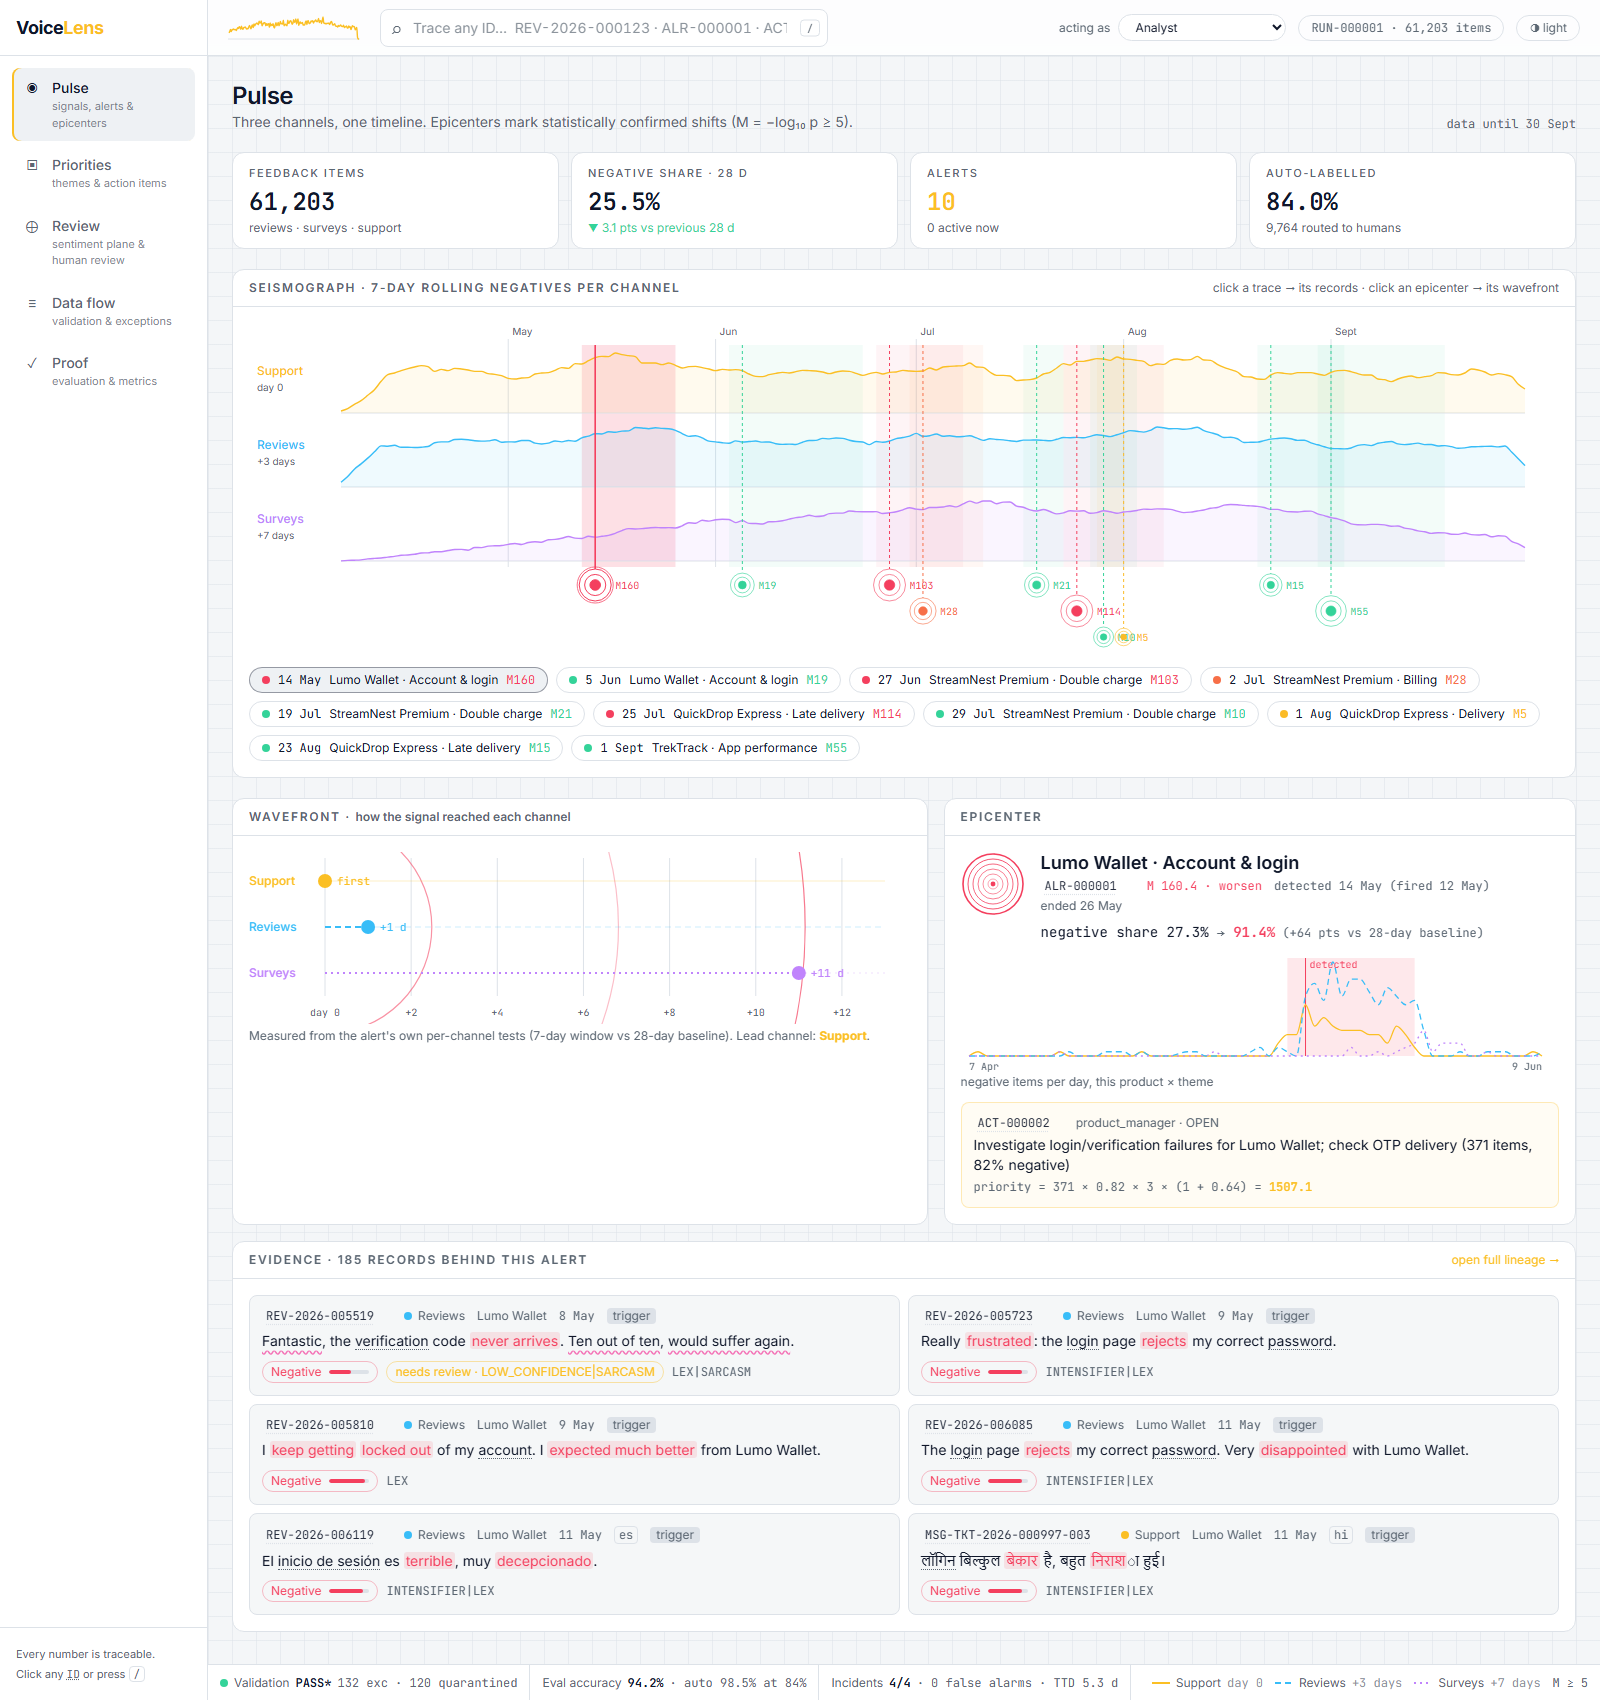 VoiceLens
Trace any ID... REV-2026-000123 · ALR-000001 · ACT
/
acting as Analyst
RUN-000001 · 61,203 items
light
Pulse
signals, alerts &
epicenters
Priorities
themes & action items
Review
sentiment plane &
human review
Data flow
validation & exceptions
Proof
evaluation & metrics
Every number is traceable.
Click any ID or press /
Pulse
Three channels, one timeline. Epicenters mark statistically confirmed shifts (M = −log₁₀ p ≥ 5).
data until 30 Sept
FEEDBACK ITEMS
61,203
reviews · surveys · support
NEGATIVE SHARE · 28 D
25.5%
▼ 3.1 pts vs previous 28 d
ALERTS
10
0 active now
AUTO-LABELLED
84.0%
9,764 routed to humans
SEISMOGRAPH · 7-DAY ROLLING NEGATIVES PER CHANNEL
click a trace → its records · click an epicenter → its wavefront
May Jun Jul Aug Sept
Support
day 0
Reviews
+3 days
Surveys
+7 days
M160 M19 M103 M21 M15
M28 M114 M55
M10 M5
14 May Lumo Wallet · Account & login M160
5 Jun Lumo Wallet · Account & login M19
27 Jun StreamNest Premium · Double charge M103
2 Jul StreamNest Premium · Billing M28
19 Jul StreamNest Premium · Double charge M21
25 Jul QuickDrop Express · Late delivery M114
29 Jul StreamNest Premium · Double charge M10
1 Aug QuickDrop Express · Delivery M5
23 Aug QuickDrop Express · Late delivery M15
1 Sept TrekTrack · App performance M55
WAVEFRONT · how the signal reached each channel
Support first
Reviews +1 d
Surveys +11 d
day 0 +2 +4 +6 +8 +10 +12
Measured from the alert's own per-channel tests (7-day window vs 28-day baseline). Lead channel: Support.
EPICENTER
Lumo Wallet · Account & login
ALR-000001 M 160.4 · worsen detected 14 May (fired 12 May)
ended 26 May
negative share 27.3% → 91.4% (+64 pts vs 28-day baseline)
detected
7 Apr 9 Jun
negative items per day, this product × theme
ACT-000002 product_manager · OPEN
Investigate login/verification failures for Lumo Wallet; check OTP delivery (371 items,
82% negative)
priority = 371 × 0.82 × 3 × (1 + 0.64) = 1507.1
EVIDENCE · 185 RECORDS BEHIND THIS ALERT
open full lineage →
REV-2026-005519 Reviews Lumo Wallet 8 May trigger
Fantastic, the verification code never arrives. Ten out of ten, would suffer again.
Negative needs review · LOW_CONFIDENCE|SARCASM LEX|SARCASM
REV-2026-005723 Reviews Lumo Wallet 9 May trigger
Really frustrated: the login page rejects my correct password.
Negative INTENSIFIER|LEX
REV-2026-005810 Reviews Lumo Wallet 9 May trigger
I keep getting locked out of my account. I expected much better from Lumo Wallet.
Negative LEX
REV-2026-006085 Reviews Lumo Wallet 11 May trigger
The login page rejects my correct password. Very disappointed with Lumo Wallet.
Negative INTENSIFIER|LEX
REV-2026-006119 Reviews Lumo Wallet 11 May es trigger
El inicio de sesión es terrible, muy decepcionado.
Negative INTENSIFIER|LEX
MSG-TKT-2026-000997-003 Support Lumo Wallet 11 May hi trigger
लॉगिन बिल्कुल बेकार है, बहुत निराशा हुई।
Negative INTENSIFIER|LEX
Validation PASS* 132 exc · 120 quarantined
Eval accuracy 94.2% · auto 98.5% at 84%
Incidents 4/4 · 0 false alarms · TTD 5.3 d
Support day 0 Reviews +3 days Surveys +7 days M ≥ 5